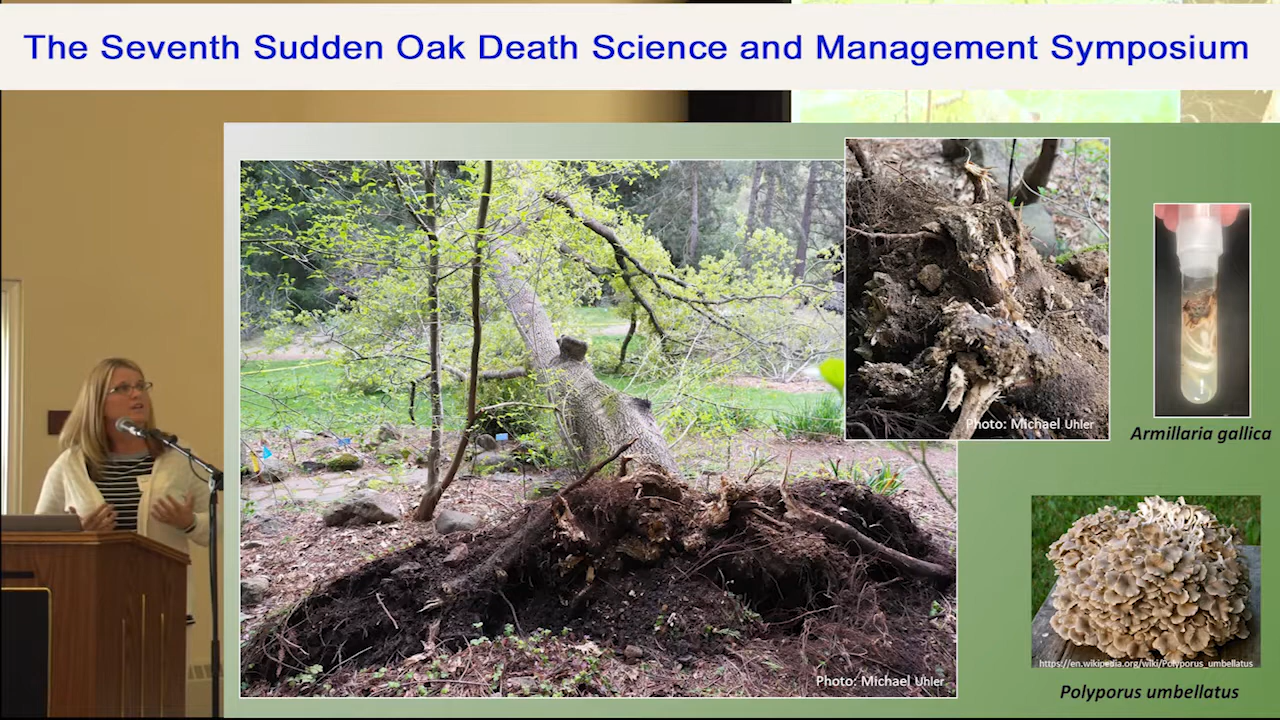 The Seventh Sudden Oak Death Science and Management Symposium
Photo: Michael Uhler
Armillaria gallica
https://en.wikipedia.org/wiki/Polyporus_umbellatus
Photo: Michael Uhler
Polyporus umbellatus